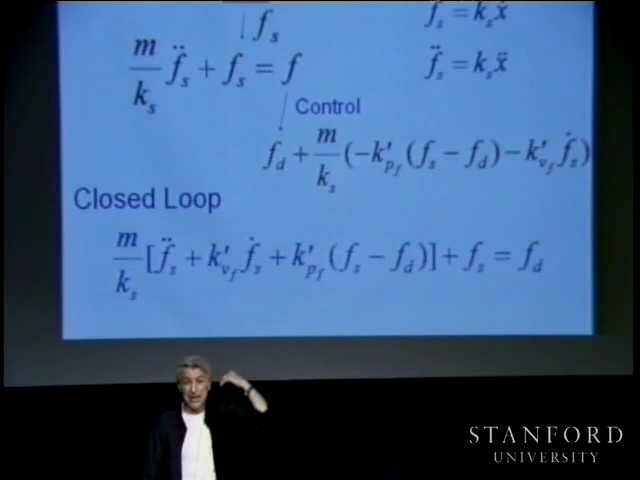 f_s
ḟ_s = k_s ẋ
m/k_s f̈_s + f_s = f
f̈_s = k_s ẍ
Control
f_d + m/k_s (−k′_{p_f}(f_s − f_d) − k′_{v_f} ḟ_s)
Closed Loop
m/k_s [f̈_s + k′_{v_f} ḟ_s + k′_{p_f}(f_s − f_d)] + f_s = f_d
STANFORD
UNIVERSITY